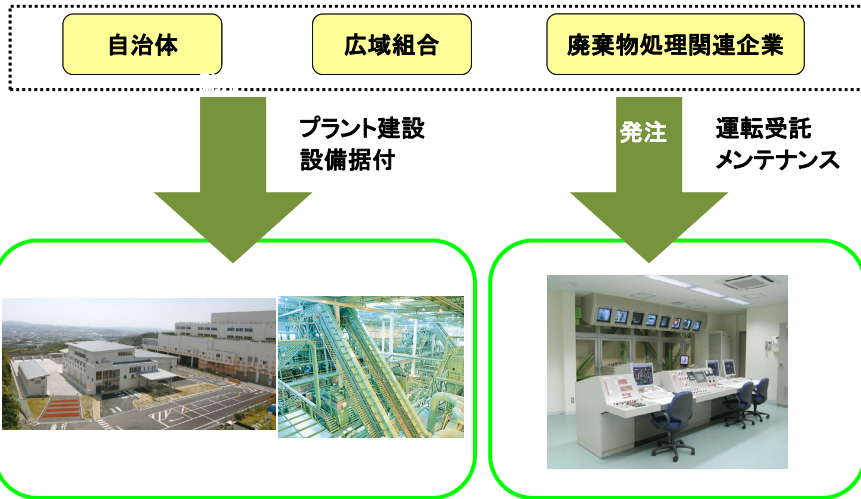 自治体
広域組合
廃棄物処理関連企業
プラント建設
設備据付
発注
運転受託
メンテナンス